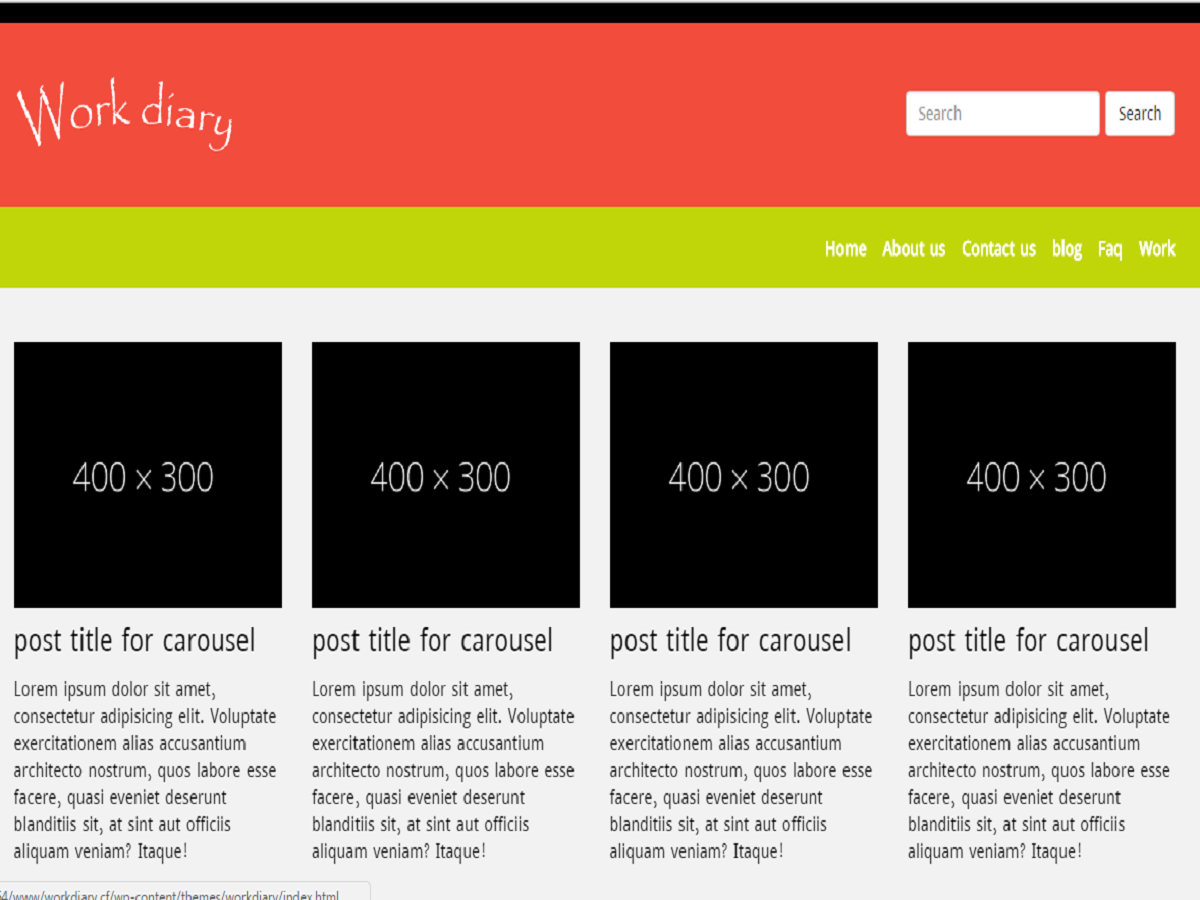 Work diary
Search
Search
Home About us Contact us blog Faq Work
400 x 300
400 x 300
400 x 300
400 x 300
post title for carousel
Lorem ipsum dolor sit amet,
consectetur adipisicing elit. Voluptate
exercitationem alias accusantium
architecto nostrum, quos labore esse
facere, quasi eveniet deserunt
blanditiis sit, at sint aut officiis
aliquam veniam? Itaque!
post title for carousel
Lorem ipsum dolor sit amet,
consectetur adipisicing elit. Voluptate
exercitationem alias accusantium
architecto nostrum, quos labore esse
facere, quasi eveniet deserunt
blanditiis sit, at sint aut officiis
aliquam veniam? Itaque!
post title for carousel
Lorem ipsum dolor sit amet,
consectetur adipisicing elit. Voluptate
exercitationem alias accusantium
architecto nostrum, quos labore esse
facere, quasi eveniet deserunt
blanditiis sit, at sint aut officiis
aliquam veniam? Itaque!
post title for carousel
Lorem ipsum dolor sit amet,
consectetur adipisicing elit. Voluptate
exercitationem alias accusantium
architecto nostrum, quos labore esse
facere, quasi eveniet deserunt
blanditiis sit, at sint aut officiis
aliquam veniam? Itaque!
64/www/workdiary.cf/wp-content/themes/workdiary/index.html